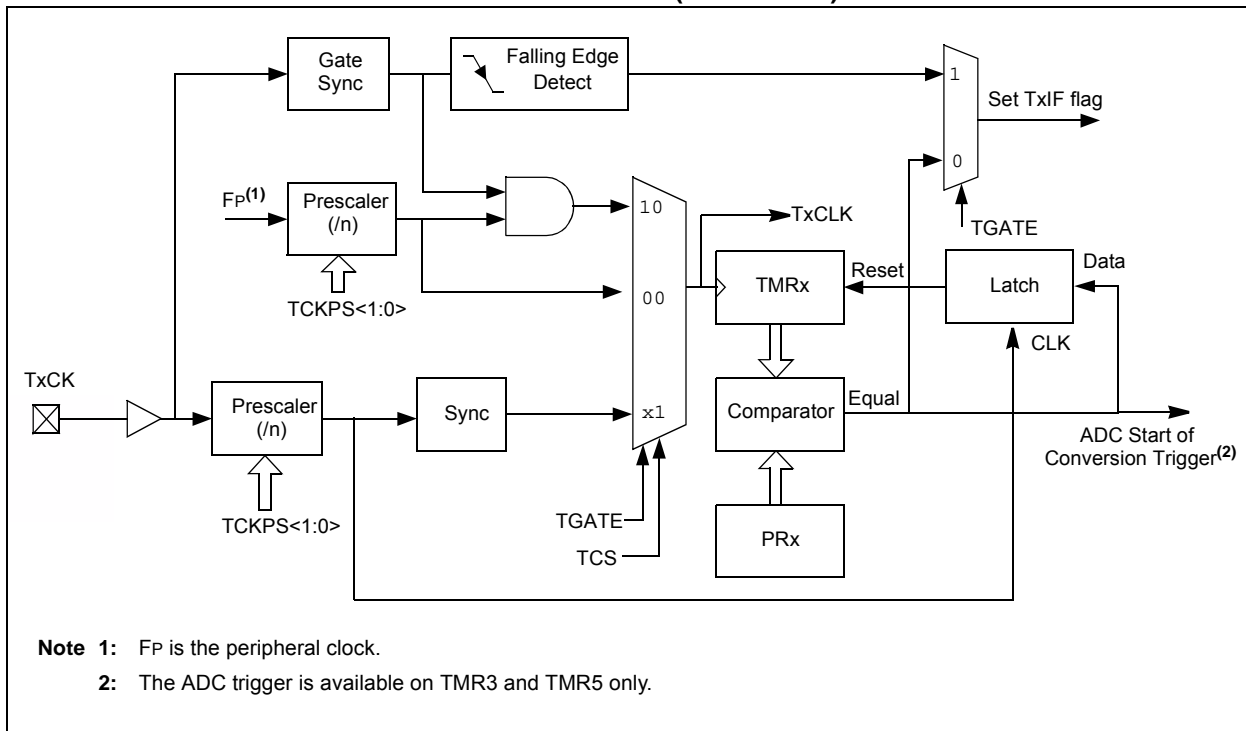 Gate
Sync
Falling Edge
Detect
1
Set TxIF flag
0
FP(1)
Prescaler
(/n)
10
TxCLK
TGATE
Reset
Data
TMRx
Latch
00
TCKPS<1:0>
CLK
TxCK
Prescaler
(/n)
Sync
x1
Comparator
Equal
ADC Start of
Conversion Trigger(2)
TCKPS<1:0>
TGATE
TCS
PRx
Note 1: FP is the peripheral clock.
2: The ADC trigger is available on TMR3 and TMR5 only.